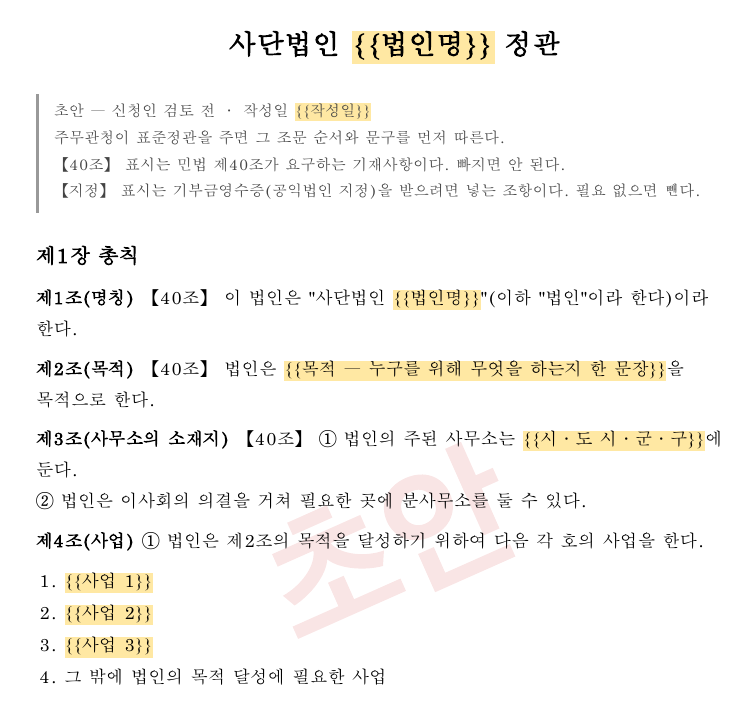 사단법인 {{법인명}} 정관
초안 — 신청인 검토 전 · 작성일 {{작성일}}
주무관청이 표준정관을 주면 그 조문 순서와 문구를 먼저 따른다.
【40조】 표시는 민법 제40조가 요구하는 기재사항이다. 빠지면 안 된다.
【지정】 표시는 기부금영수증(공익법인 지정)을 받으려면 넣는 조항이다. 필요 없으면 뺀다.
제1장 총칙
제1조(명칭) 【40조】 이 법인은 "사단법인 {{법인명}}"(이하 "법인"이라 한다)이라
한다.
제2조(목적) 【40조】 법인은 {{목적 — 누구를 위해 무엇을 하는지 한 문장}}을
목적으로 한다.
제3조(사무소의 소재지) 【40조】 ① 법인의 주된 사무소는 {{시·도 시·군·구}}에
둔다.
② 법인은 이사회의 의결을 거쳐 필요한 곳에 분사무소를 둘 수 있다.
제4조(사업) ① 법인은 제2조의 목적을 달성하기 위하여 다음 각 호의 사업을 한다.
1. {{사업 1}}
2. {{사업 2}}
3. {{사업 3}}
4. 그 밖에 법인의 목적 달성에 필요한 사업
초안